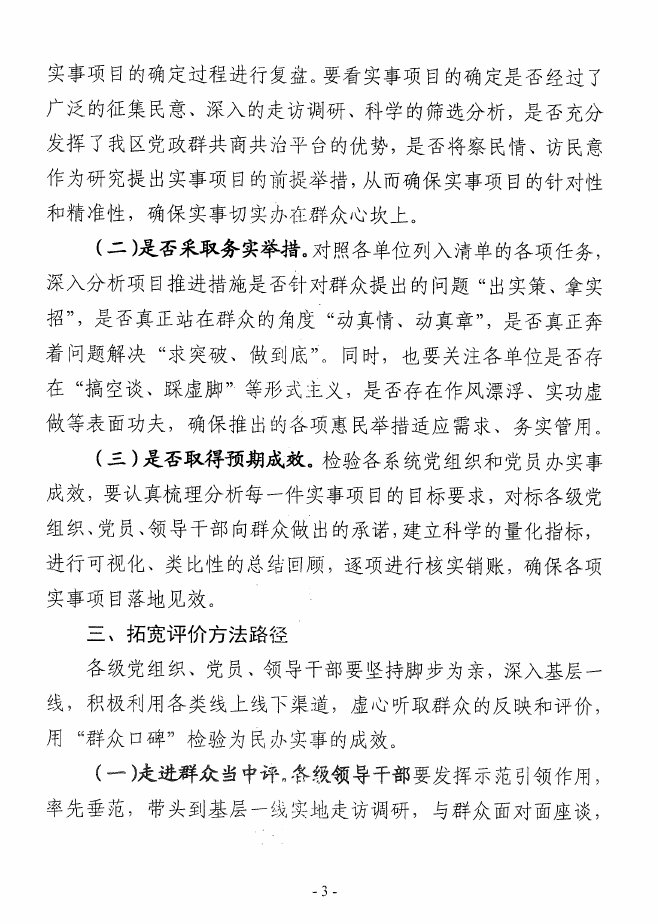 实事项目的确定过程进行复盘。要看实事项目的确定是否经过了
广泛的征集民意、深入的走访调研、科学的筛选分析，是否充分
发挥了我区党政群共商共治平台的优势，是否将察民情、访民意
作为研究提出实事项目的前提举措，从而确保实事项目的针对性
和精准性，确保实事切实办在群众心坎上。
（二）是否采取务实举措。对照各单位列入清单的各项任务，
深入分析项目推进措施是否针对群众提出的问题“出实策、拿实
招”，是否真正站在群众的角度“动真情、动真章”，是否真正奔
着问题解决“求突破、做到底”。同时，也要关注各单位是否存
在“搞空谈、踩虚脚”等形式主义，是否存在作风漂浮、实功虚
做等表面功夫，确保推出的各项惠民举措适应需求、务实管用。
（三）是否取得预期成效。检验各系统党组织和党员办实事
成效，要认真梳理分析每一件实事项目的目标要求，对标各级党
组织、党员、领导干部向群众做出的承诺，建立科学的量化指标，
进行可视化、类比性的总结回顾，逐项进行核实销账，确保各项
实事项目落地见效。
三、拓宽评价方法路径
各级党组织、党员、领导干部要坚持脚步为亲，深入基层一
线，积极利用各类线上线下渠道，虚心听取群众的反映和评价，
用“群众口碑”检验为民办实事的成效。
（一）走进群众当中评。各级领导干部要发挥示范引领作用，
率先垂范，带头到基层一线实地走访调研，与群众面对面座谈，
- 3 -